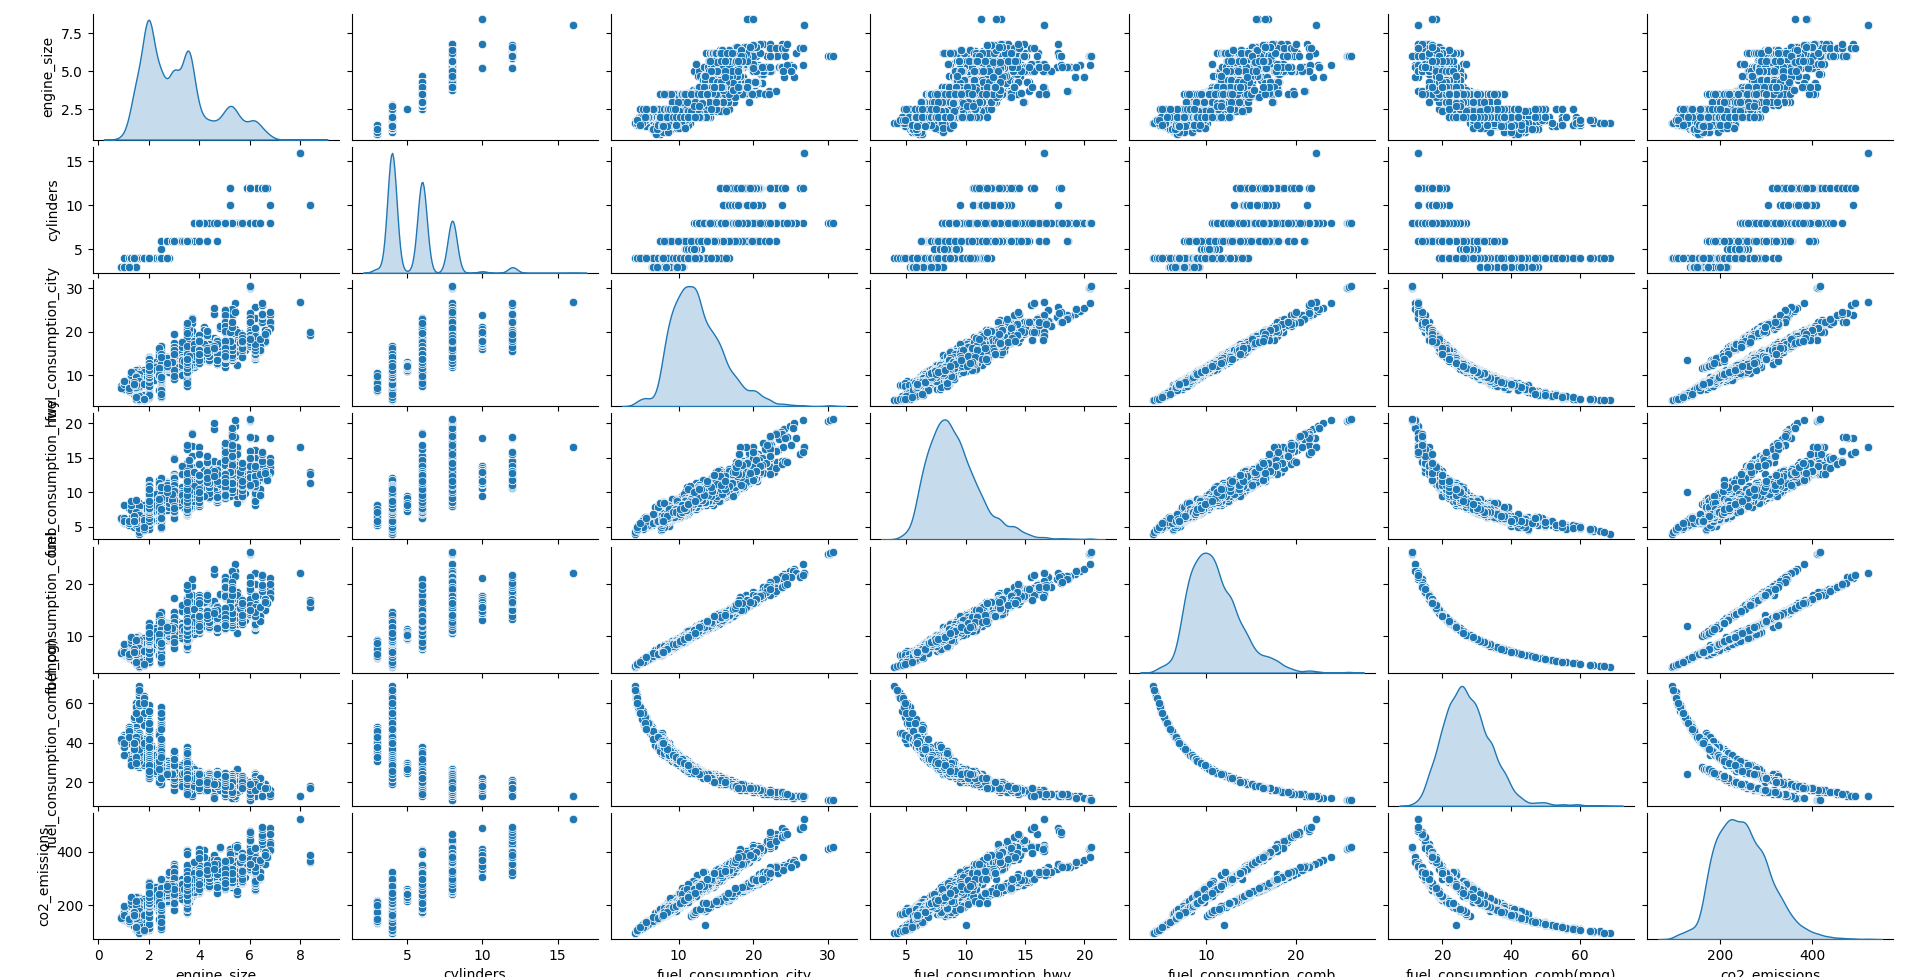 engine_size
7.5
5.0
2.5
cylinders
15
10
5
fuel_consumption_city
30
20
10
fuel_consumption_hwy
20
15
10
5
fuel_consumption_comb
20
10
fuel_consumption_comb(mpg)
60
40
20
co2_emissions
400
200
0 2 4 6 8 5 10 15 10 20 30 5 10 15 20 10 20 20 40 60 200 400
engine_size cylinders fuel_consumption_city fuel_consumption_hwy fuel_consumption_comb fuel_consumption_comb(mpg) co2_emissions